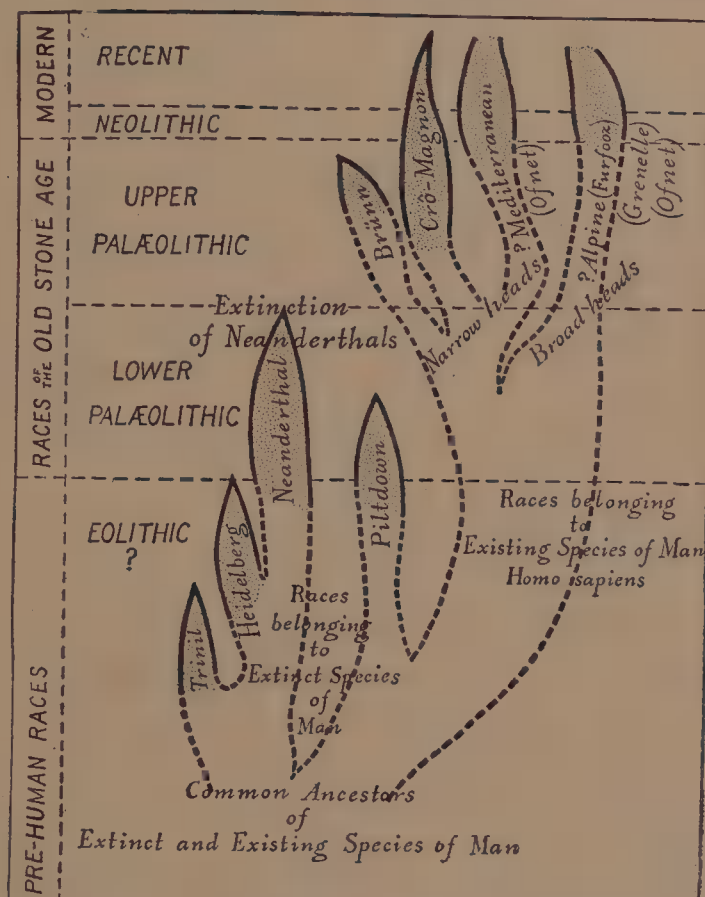 MODERN
RECENT
NEOLITHIC
RACES OF THE OLD STONE AGE
UPPER
PALÆOLITHIC
LOWER
PALÆOLITHIC
PRE-HUMAN RACES
EOLITHIC
?
Brünn
Crô-Magnon
? Mediterranean
(Ofnet)
? Alpine (Furfooz)
(Grenelle)
(Ofnet)
Narrow heads
Broad heads
Extinction
of Neanderthals
Neanderthal
Piltdown
Heidelberg
Trinil
Races belonging
to
Existing Species of Man
Homo sapiens
Races
belonging
to
Extinct Species
of
Man
Common Ancestors
of
Extinct and Existing Species of Man